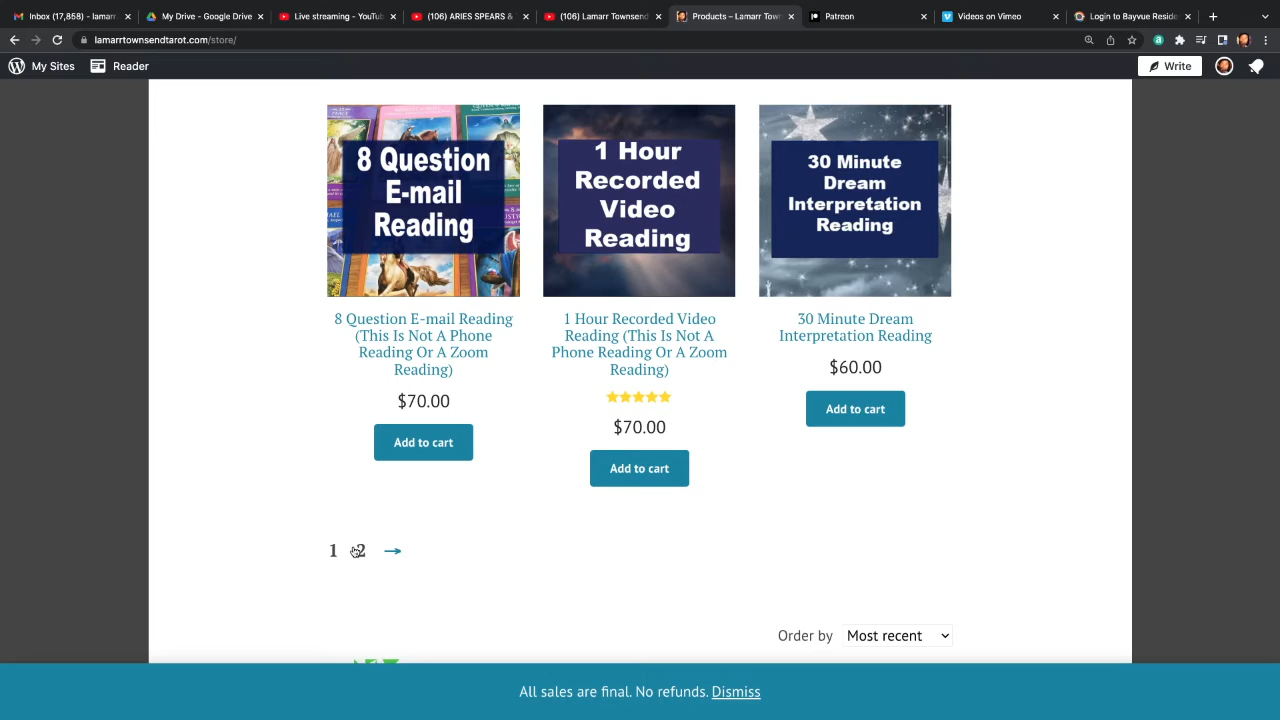 Inbox (17,858) - lamarr
My Drive - Google Drive
Live streaming - YouTub
(106) ARIES SPEARS &
(106) Lamarr Townsend
Products – Lamarr Town
Patreon
Videos on Vimeo
Login to Bayvue Reside
lamarrtownsendtarot.com/store/
My Sites
Reader
Write
8 Question
E-mail
Reading
1 Hour
Recorded
Video
Reading
30 Minute
Dream
Interpretation
Reading
8 Question E-mail Reading
(This Is Not A Phone
Reading Or A Zoom
Reading)
$70.00
Add to cart
1 Hour Recorded Video
Reading (This Is Not A
Phone Reading Or A Zoom
Reading)
$70.00
Add to cart
30 Minute Dream
Interpretation Reading
$60.00
Add to cart
1 2 →
Order by Most recent
All sales are final. No refunds. Dismiss